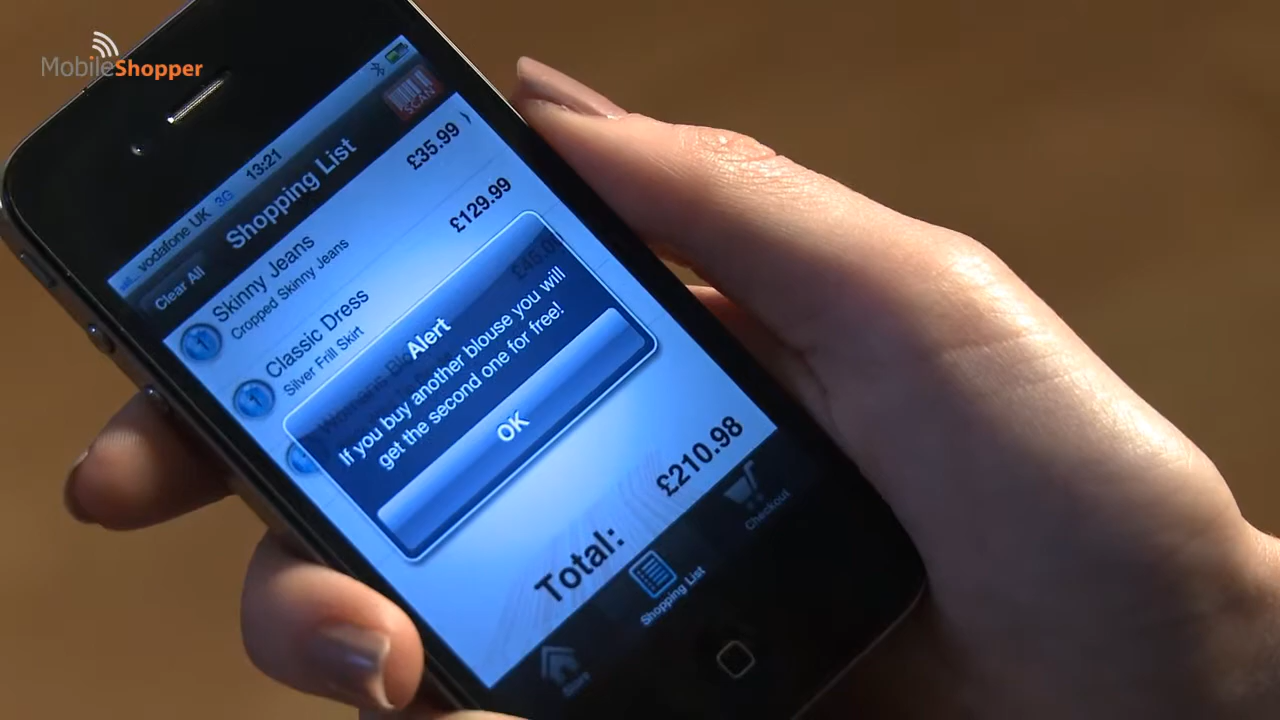 MobileShopper
vodafone UK 3G 13:21
Clear All
Shopping List
SCAN
Skinny Jeans
£35.99
Cropped Skinny Jeans
Classic Dress
£129.99
Silver Frill Skirt
Alert
If you buy another blouse you will
get the second one for free!
OK
Total:
£210.98
Store
Shopping List
Checkout